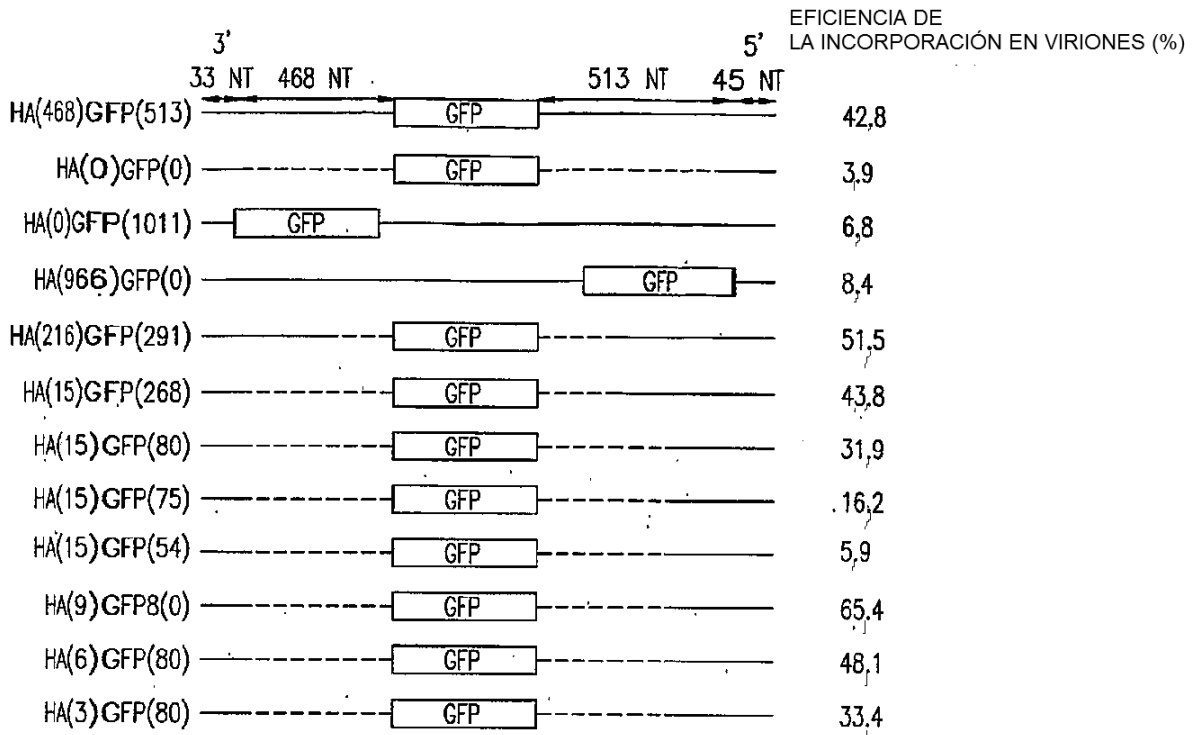 EFICIENCIA DE
LA INCORPORACIÓN EN VIRIONES (%)
3' 5'
33 NT 468 NT 513 NT 45 NT
HA(468)GFP(513) GFP 42,8
HA(0)GFP(0) GFP 3,9
HA(0)GFP(1011) GFP 6,8
HA(966)GFP(0) GFP 8,4
HA(216)GFP(291) GFP 51,5
HA(15)GFP(268) GFP 43,8
HA(15)GFP(80) GFP 31,9
HA(15)GFP(75) GFP 16,2
HA(15)GFP(54) GFP 5,9
HA(9)GFP8(0) GFP 65,4
HA(6)GFP(80) GFP 48,1
HA(3)GFP(80) GFP 33,4